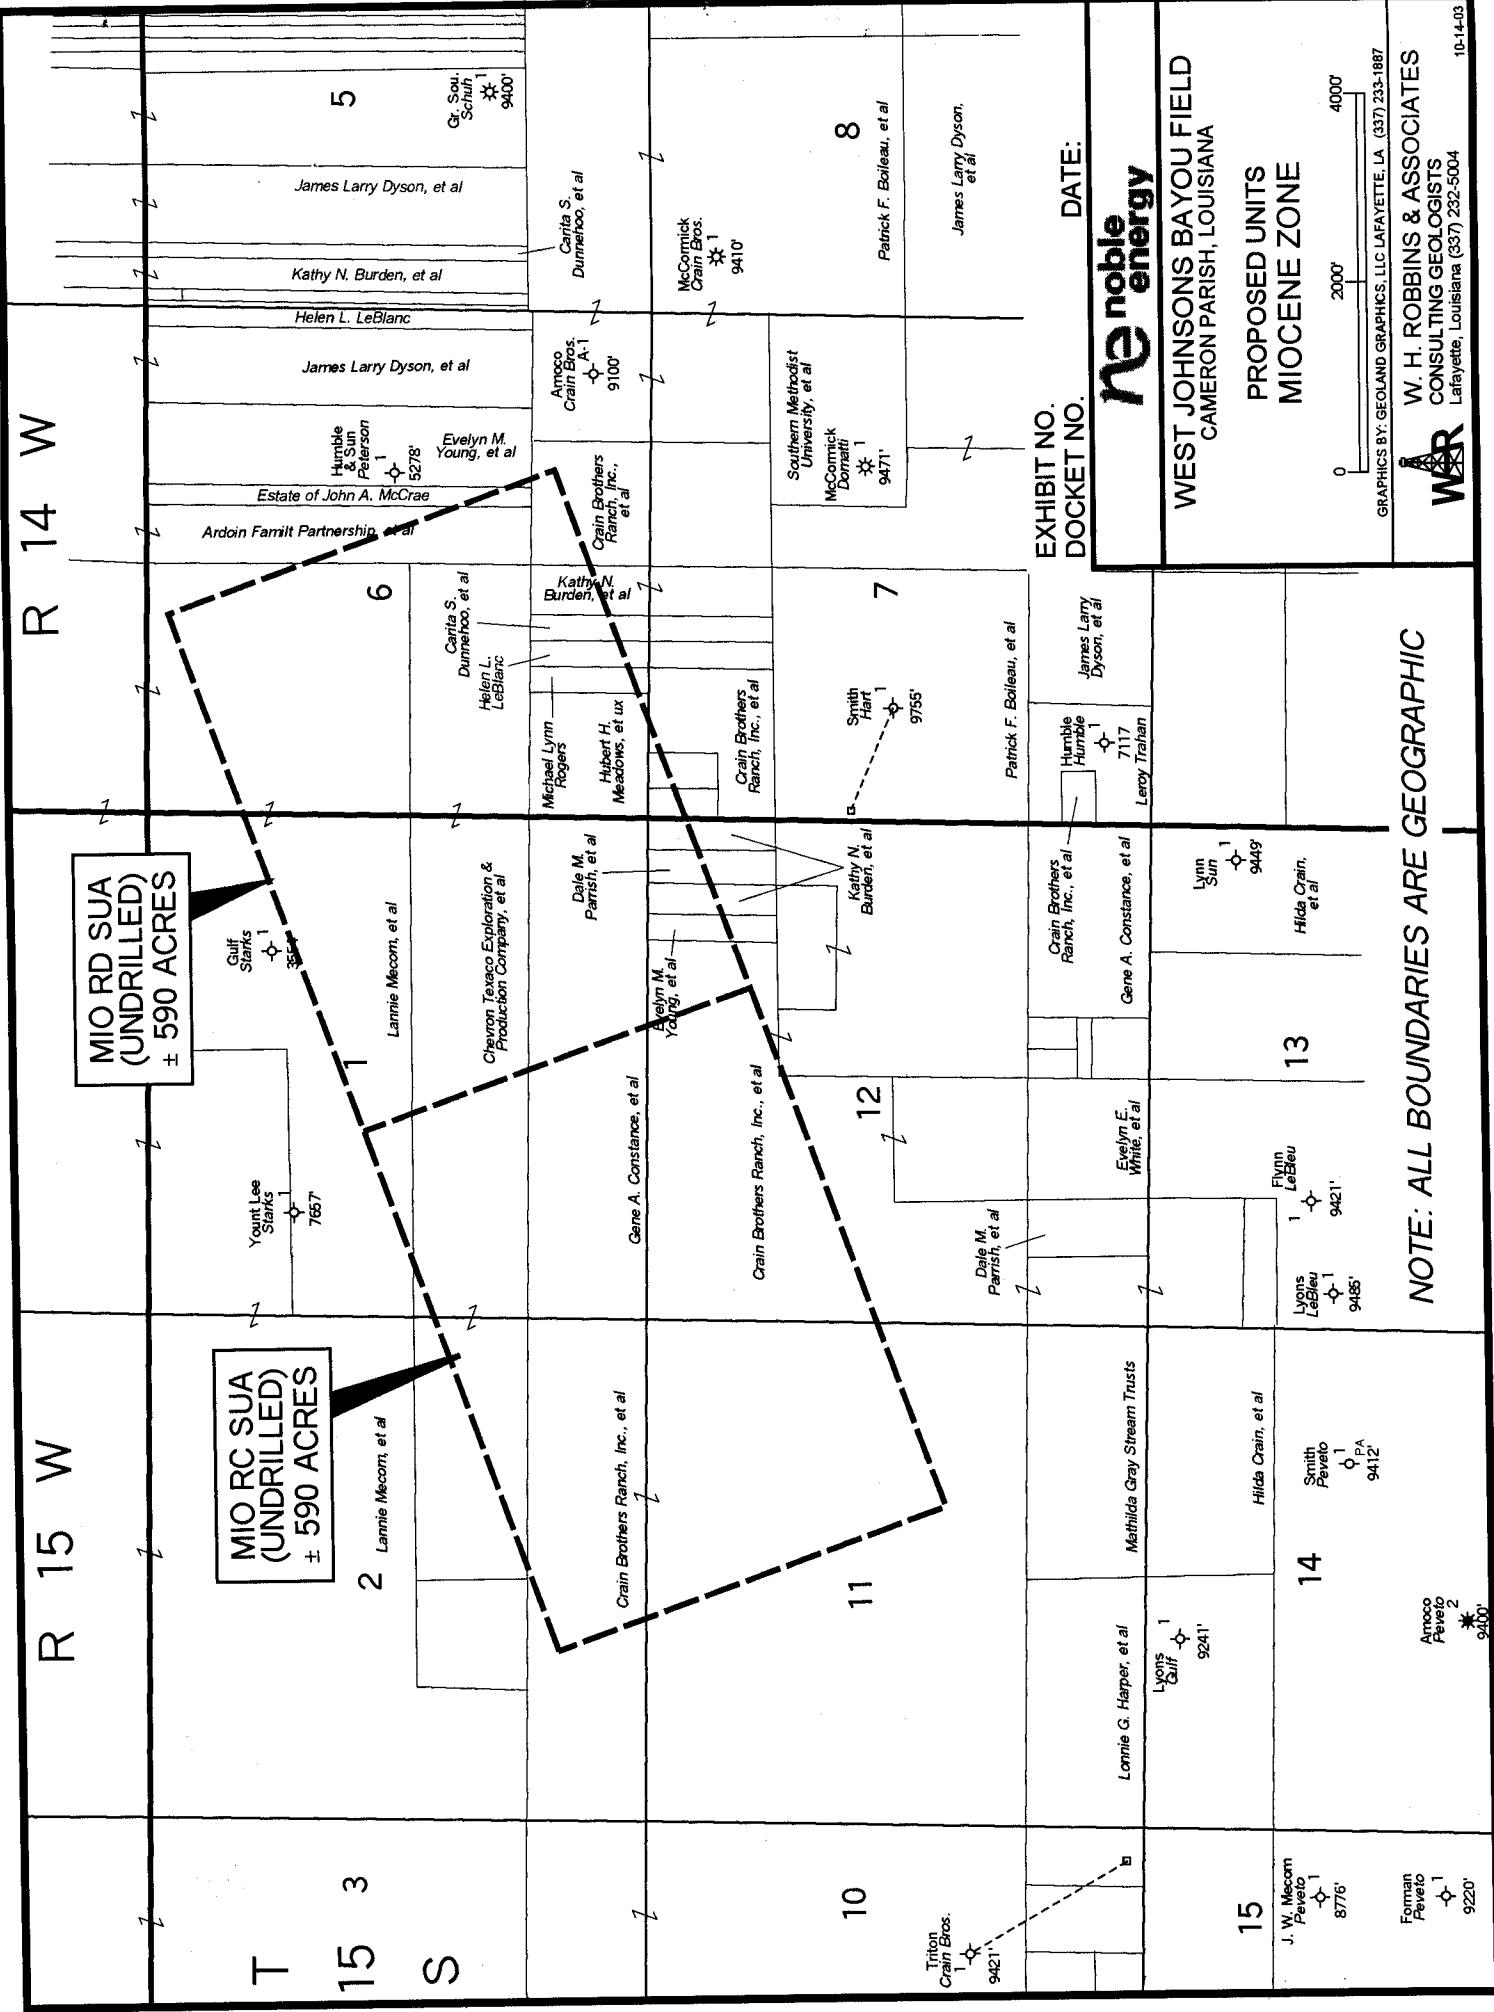 R 15 W
R 14 W
T
15
S
MIO RC SUA
(UNDRILLED)
± 590 ACRES
MIO RD SUA
(UNDRILLED)
± 590 ACRES
3
2
1
6
5
Yount Lee
Starks
1
7657'
Gulf
Starks
1
Lannie Mecom, et al
Lannie Mecom, et al
Chevron Texaco Exploration &
Production Company, et al
Ardoin Familt Partnership, et al
Estate of John A. McCrae
Humble
& Sun
Peterson
1
5278'
Evelyn M.
Young, et al
James Larry Dyson, et al
Helen L. LeBlanc
Kathy N. Burden, et al
James Larry Dyson, et al
Gr. Sou.
Schuh
1
9400'
Carita S.
Dunnehoo, et al
Helen L.
LeBlanc
Carita S.
Dunnehoo, et al
Michael Lynn
Rogers
Hubert H.
Meadows, et ux
Kathy N.
Burden, et al
Crain Brothers
Ranch, Inc.,
et al
Amoco
Crain Bros.
A-1
9100'
Dale M.
Parrish, et al
Crain Brothers Ranch, Inc., et al
Gene A. Constance, et al
Evelyn M.
Young, et al
McCormick
Crain Bros.
1
9410'
Crain Brothers Ranch, Inc., et al
Crain Brothers
Ranch, Inc., et al
Kathy N.
Burden, et al
Southern Methodist
University, et al
McCormick
Domatti
1
9471'
10
11
12
7
8
Smith
Hart
1
9755'
Patrick F. Boileau, et al
James Larry Dyson,
et al
Triton
Crain Bros.
1
9421'
Dale M.
Parrish, et al
Patrick F. Boileau, et al
Crain Brothers
Ranch, Inc., et al
Humble
Humble
1
7117
Leroy Trahan
James Larry
Dyson, et al
Lonnie G. Harper, et al
Mathilda Gray Stream Trusts
Evelyn E.
White, et al
Gene A. Constance, et al
Lyons
Gulf
1
9241'
Lynn
Sun
1
9449'
15
14
13
Hilda Crain, et al
Hilda Crain,
et al
J. W. Mecom
Peveto
1
8776'
Smith
Peveto
1
PA
9412'
Lyons
LeBleu
1
9485'
Flynn
LeBleu
1
9421'
Forman
Peveto
1
9220'
Amoco
Peveto
2
9400'
NOTE: ALL BOUNDARIES ARE GEOGRAPHIC
EXHIBIT NO.
DOCKET NO.
DATE:
ne noble
energy
WEST JOHNSONS BAYOU FIELD
CAMERON PARISH, LOUISIANA
PROPOSED UNITS
MIOCENE ZONE
0
2000'
4000'
GRAPHICS BY: GEOLAND GRAPHICS, LLC LAFAYETTE, LA (337) 233-1887
WR
W. H. ROBBINS & ASSOCIATES
CONSULTING GEOLOGISTS
Lafayette, Louisiana (337) 232-5004
10-14-03